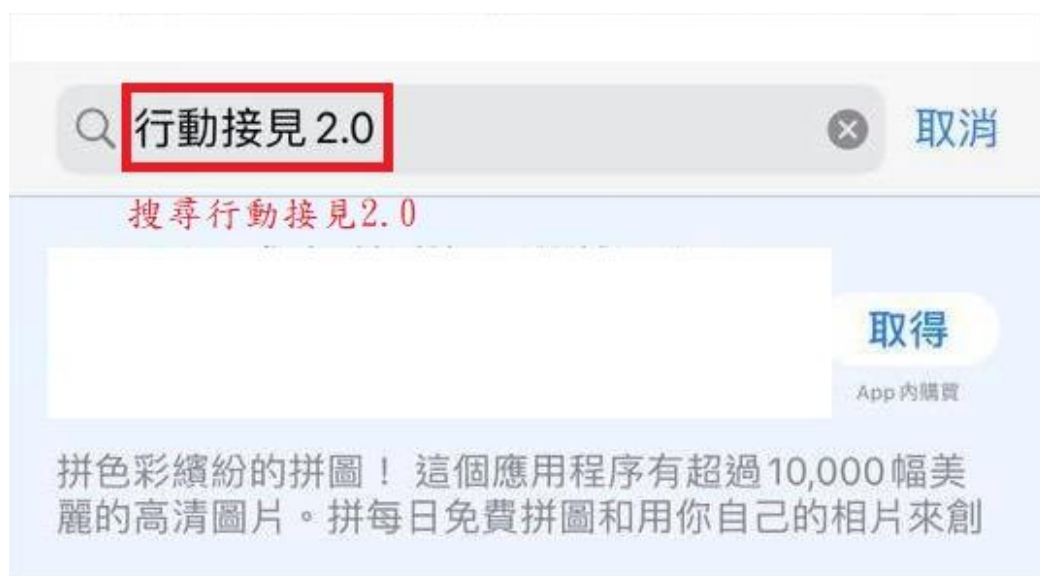 行動接見2.0
取消
搜尋行動接見2.0
取得
App 內購買
拼色彩繽紛的拼圖！ 這個應用程序有超過10,000幅美
麗的高清圖片。拼每日免費拼圖和用你自己的相片來創